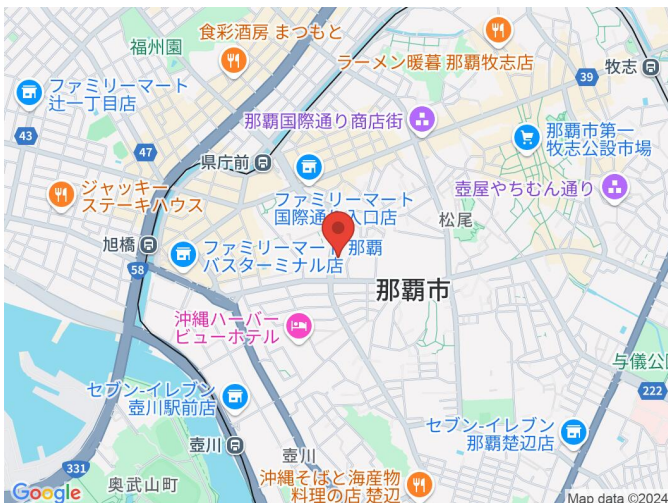 食彩酒房 まつもと
福州園
ラーメン暖暮 那覇牧志店
牧志
39
ファミリーマート
辻一丁目店
那覇国際通り商店街
那覇市第一
牧志公設市場
43
47
県庁前
ファミリーマート
国際通り入口店
壺屋やちむん通り
ジャッキー
ステーキハウス
松尾
旭橋
ファミリーマート 那覇
バスターミナル店
58
那覇市
沖縄ハーバー
ビューホテル
与儀公
222
セブン-イレブン
壺川駅前店
セブン-イレブン
那覇楚辺店
壺川
壺川
331
奥武山町
沖縄そばと海産物
料理の店 楚辺
Google
Map data ©2024